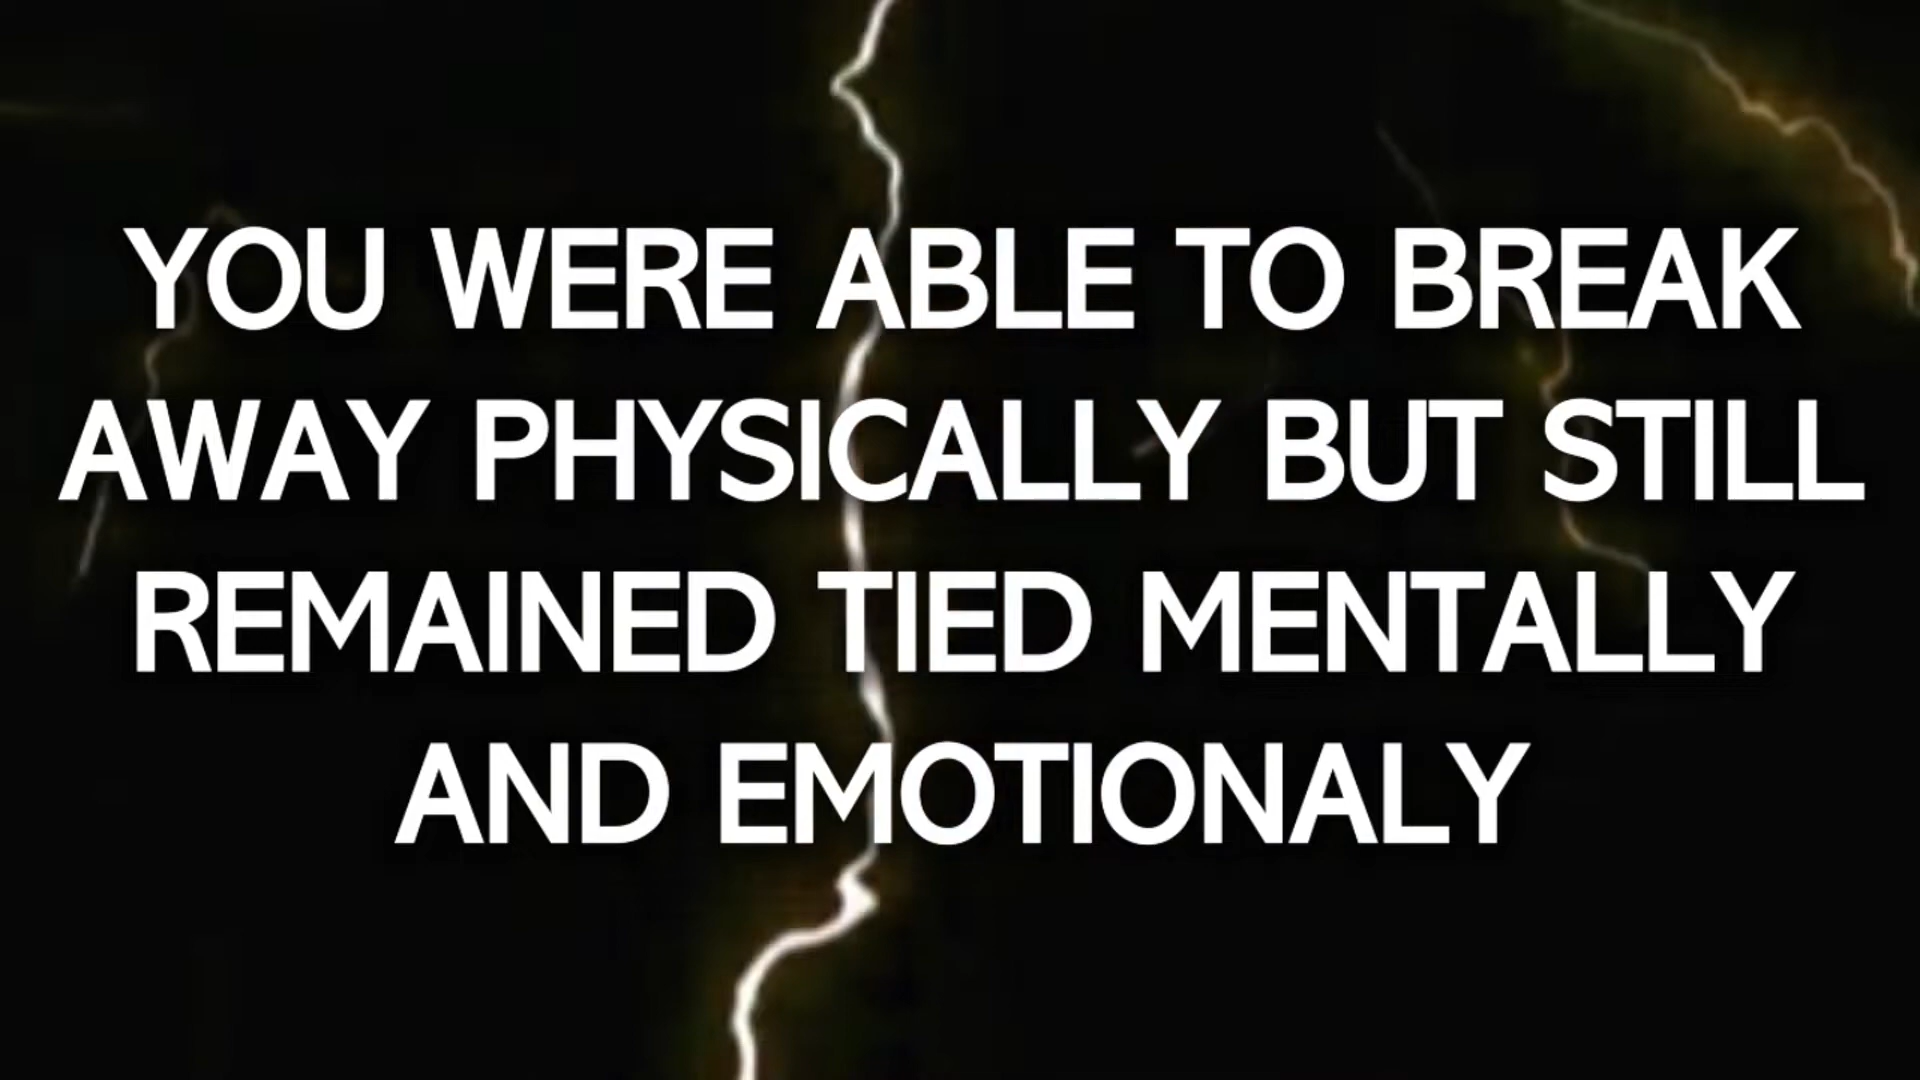 YOU WERE ABLE TO BREAK
AWAY PHYSICALLY BUT STILL
REMAINED TIED MENTALLY
AND EMOTIONALY